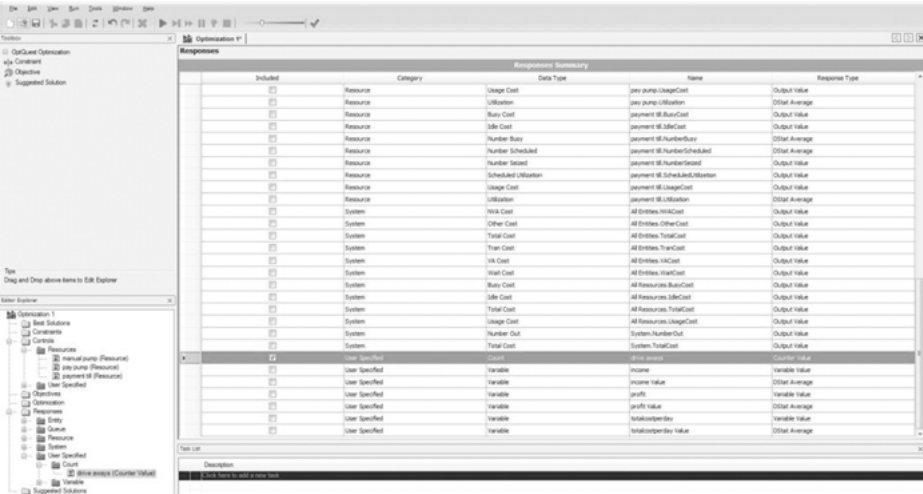 File Edit View Run Tools Window Help
Toolbox
Optimization 1*
OptQuest Optimization
Constraint
Objective
Suggested Solution
Responses
Responses Summary
Included Category Data Type Name Response Type
Resource Usage Cost pay pump.UsageCost Output Value
Resource Utilization pay pump.Utilization DStat Average
Resource Busy Cost payment till.BusyCost Output Value
Resource Idle Cost payment till.IdleCost Output Value
Resource Number Busy payment till.NumberBusy DStat Average
Resource Number Scheduled payment till.NumberScheduled DStat Average
Resource Number Seized payment till.NumberSeized Output Value
Resource Scheduled Utilization payment till.ScheduledUtilization Output Value
Resource Usage Cost payment till.UsageCost Output Value
Resource Utilization payment till.Utilization DStat Average
System NVA Cost All Entities.NVACost Output Value
System Other Cost All Entities.OtherCost Output Value
System Total Cost All Entities.TotalCost Output Value
System Tran Cost All Entities.TranCost Output Value
System VA Cost All Entities.VACost Output Value
System Wait Cost All Entities.WaitCost Output Value
System Busy Cost All Resources.BusyCost Output Value
System Idle Cost All Resources.IdleCost Output Value
System Total Cost All Resources.TotalCost Output Value
System Usage Cost All Resources.UsageCost Output Value
System Number Out System.NumberOut Output Value
System Total Cost System.TotalCost Output Value
User Specified Count drive aways Counter Value
User Specified Variable income Variable Value
User Specified Variable income Value DStat Average
User Specified Variable profit Variable Value
User Specified Variable profit Value DStat Average
User Specified Variable totalcostperday Variable Value
User Specified Variable totalcostperday Value DStat Average
Tips
Drag and Drop above items to Edit Explorer
Editor Explorer
Optimization 1
Best Solutions
Constraints
Controls
Resources
manual pump (Resource)
pay pump (Resource)
payment till (Resource)
User Specified
Objectives
Optimization
Responses
Entity
Queue
Resource
System
User Specified
Count
drive aways (Counter Value)
Variable
Suggested Solutions
Task List
Description
Click here to add a new task